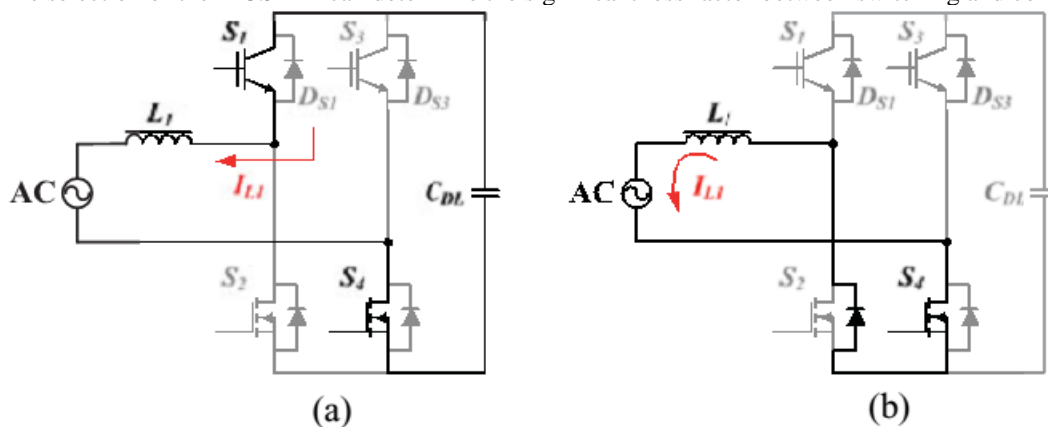 S1
S3
DS1
DS3
L1
AC
IL1
CDL
S2
S4
(a)
S1
S3
DS1
DS3
L1
AC
IL1
CDL
S2
S4
(b)